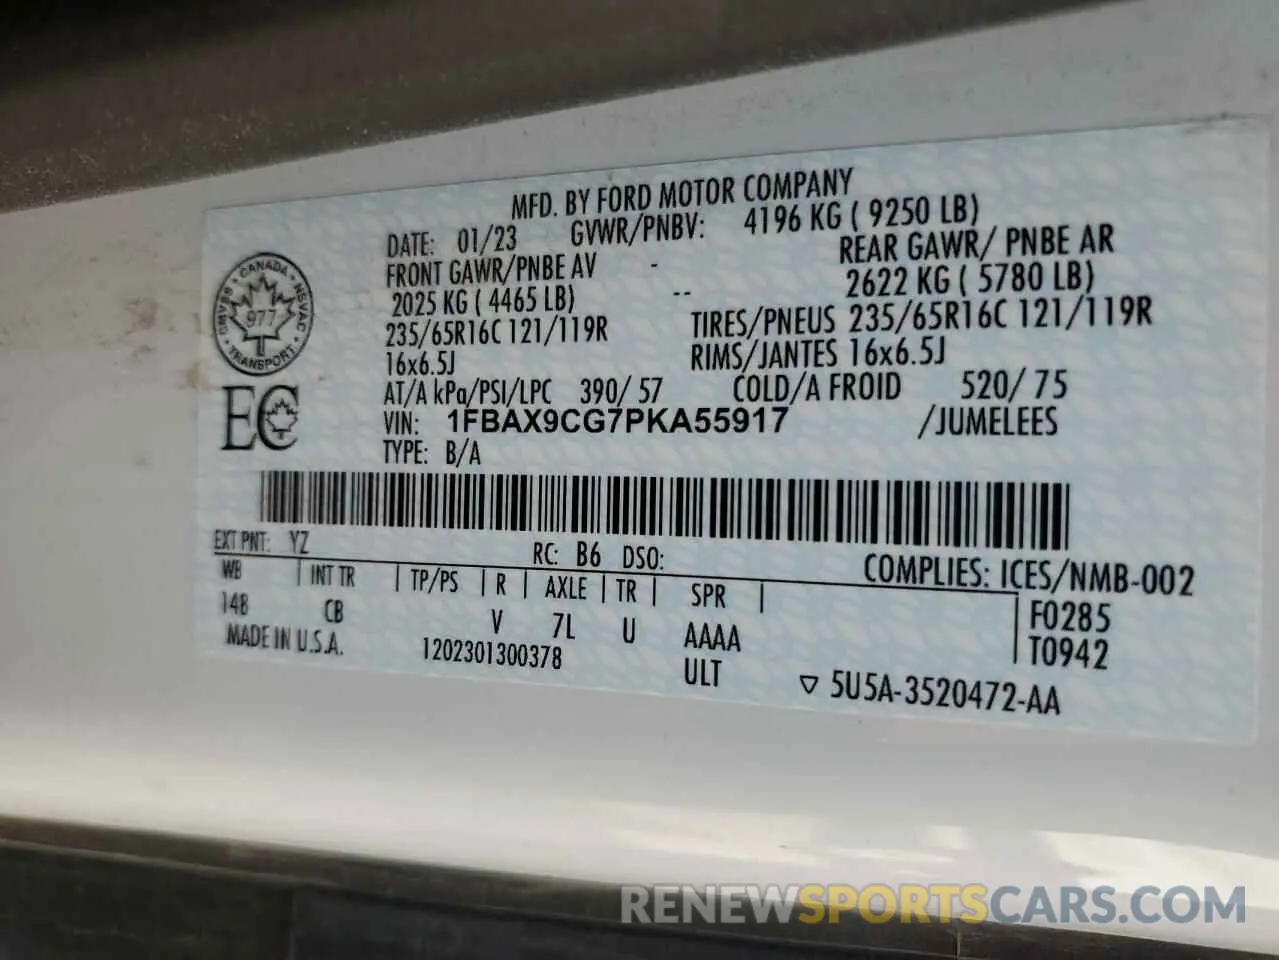 MFD. BY FORD MOTOR COMPANY
DATE: 01/23 GVWR/PNBV: 4196 KG ( 9250 LB)
FRONT GAWR/PNBE AV - REAR GAWR/ PNBE AR
2025 KG ( 4465 LB) -- 2622 KG ( 5780 LB)
235/65R16C 121/119R TIRES/PNEUS 235/65R16C 121/119R
16x6.5J RIMS/JANTES 16x6.5J
AT/A kPa/PSI/LPC 390/ 57 COLD/A FROID 520/ 75
VIN: 1FBAX9CG7PKA55917 /JUMELEES
TYPE: B/A
CANADA
CMVSS NSVAC
977
TRANSPORT
EC
EXT PNT: YZ RC: B6 DSO: COMPLIES: ICES/NMB-002
WB | INT TR | TP/PS | R | AXLE | TR | SPR | F0285
148 CB V 7L U AAAA T0942
MADE IN U.S.A. 1202301300378 ULT ▽ 5U5A-3520472-AA
RENEWSPORTSCARS.COM